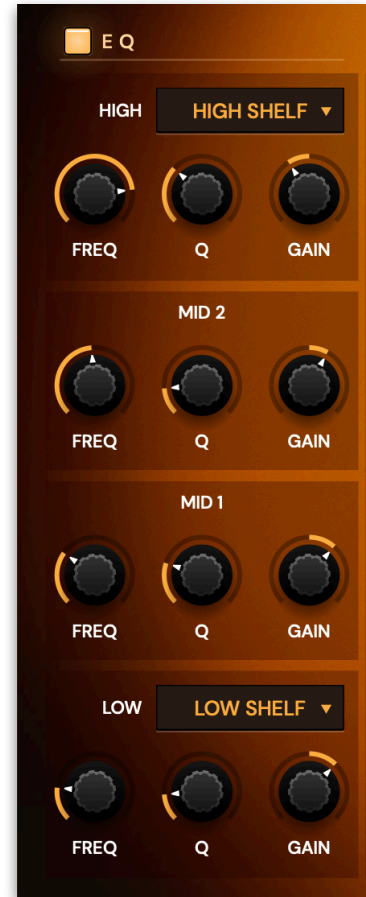 EQ
HIGH HIGH SHELF
FREQ Q GAIN
MID 2
FREQ Q GAIN
MID 1
FREQ Q GAIN
LOW LOW SHELF
FREQ Q GAIN